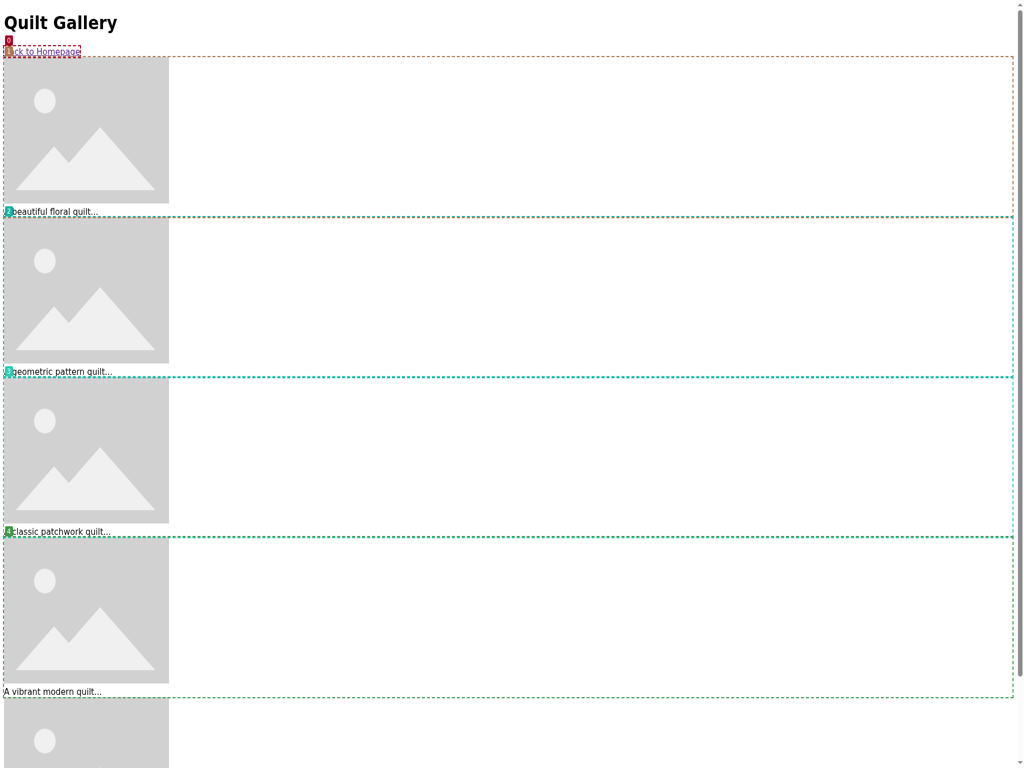 Quilt Gallery
0
1
ck to Homepage
2
beautiful floral quilt...
3
geometric pattern quilt...
classic patchwork quilt...
4
A vibrant modern quilt...